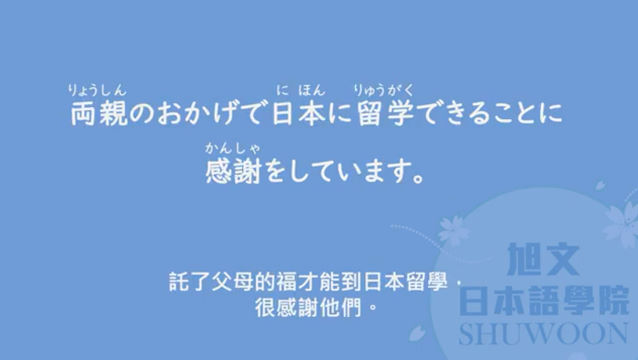 りょうしん に ほん りゅうがく
両親のおかげで日本に留学できることに
かんしゃ
感謝をしています。
託了父母的福才能到日本留學，
很感謝他們。
旭文
日本語學院
SHUWOON